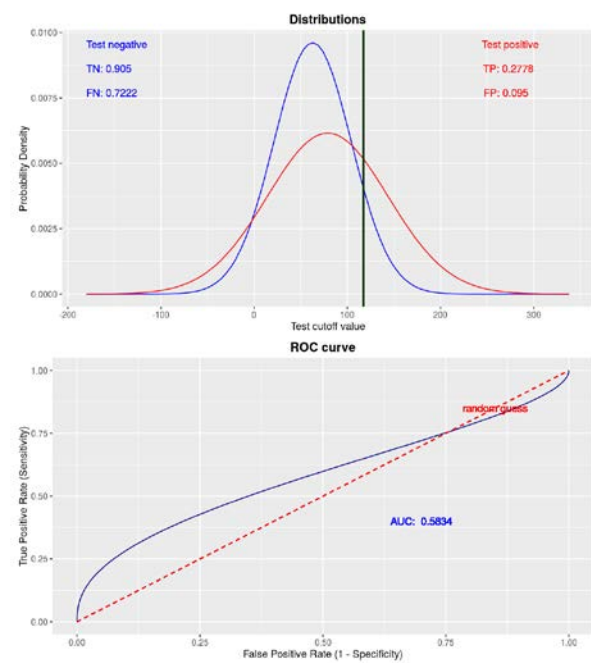 Distributions
0.0100
0.0075
0.0050
0.0025
0.0000
Probability Density
Test negative
TN: 0.905
FN: 0.7222
Test positive
TP: 0.2778
FP: 0.095
-200
-100
0
100
200
300
Test cutoff value
ROC curve
1.00
0.75
0.50
0.25
0.00
True Positive Rate (Sensitivity)
random guess
AUC: 0.5834
0.00
0.25
0.50
0.75
1.00
False Positive Rate (1 - Specificity)